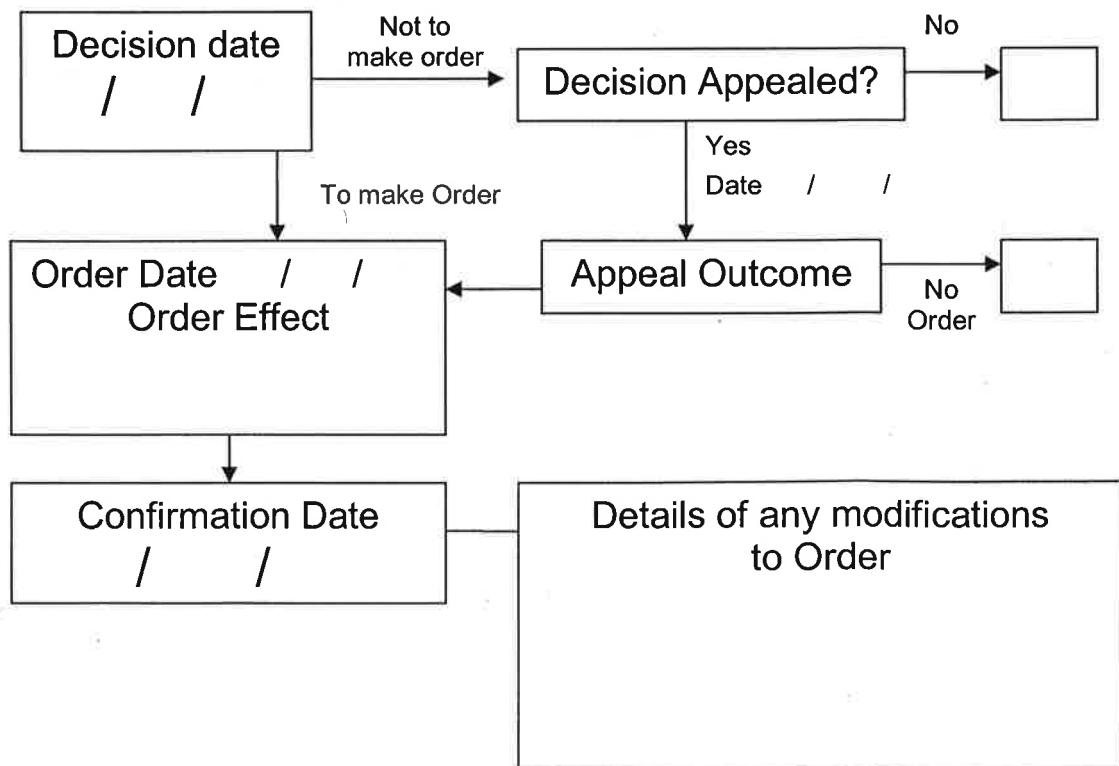 Decision date
/ /
Not to
make order
Decision Appealed?
No
Yes
Date / /
To make Order
Order Date / /
Order Effect
Appeal Outcome
No
Order
Confirmation Date
/ /
Details of any modifications
to Order